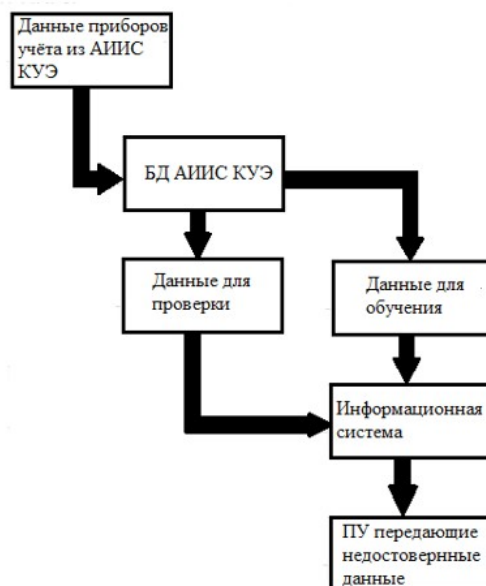 Данные приборов
учёта из АИИС
КУЭ
БД АИИС КУЭ
Данные для
проверки
Данные для
обучения
Информационная
система
ПУ передающие
недостовернные
данные